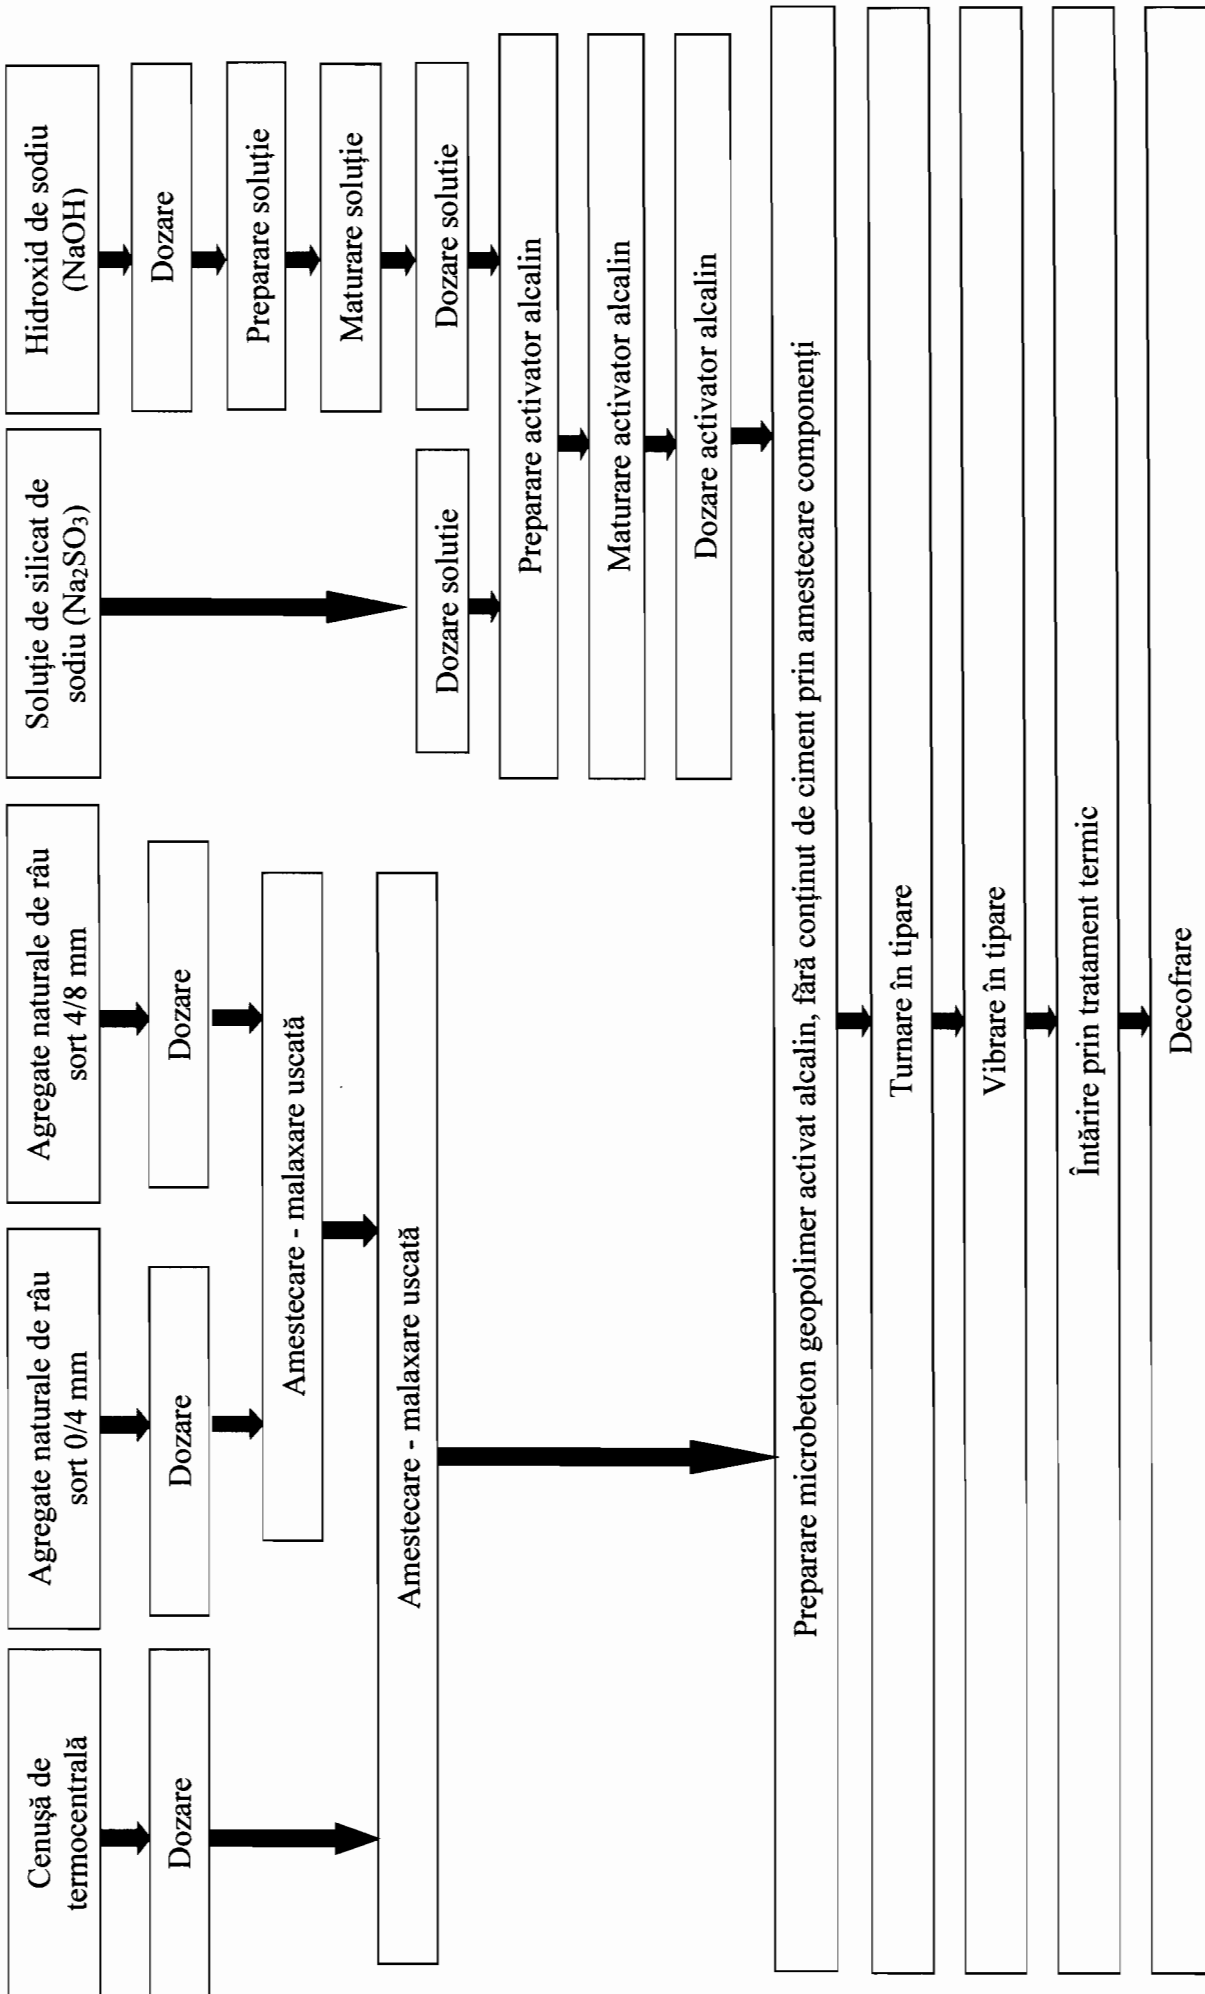 Cenușă de
termocentrală
Agregate naturale de râu
sort 0/4 mm
Agregate naturale de râu
sort 4/8 mm
Soluție de silicat de
sodiu (Na₂SO₃)
Hidroxid de sodiu
(NaOH)
Dozare
Dozare
Dozare
Dozare
Preparare soluție
Amestecare - malaxare uscată
Maturare soluție
Amestecare - malaxare uscată
Dozare solutie
Dozare solutie
Preparare activator alcalin
Maturare activator alcalin
Dozare activator alcalin
Preparare microbeton geopolimer activat alcalin, fără conținut de ciment prin amestecare componenți
Turnare în tipare
Vibrare în tipare
Întărire prin tratament termic
Decofrare